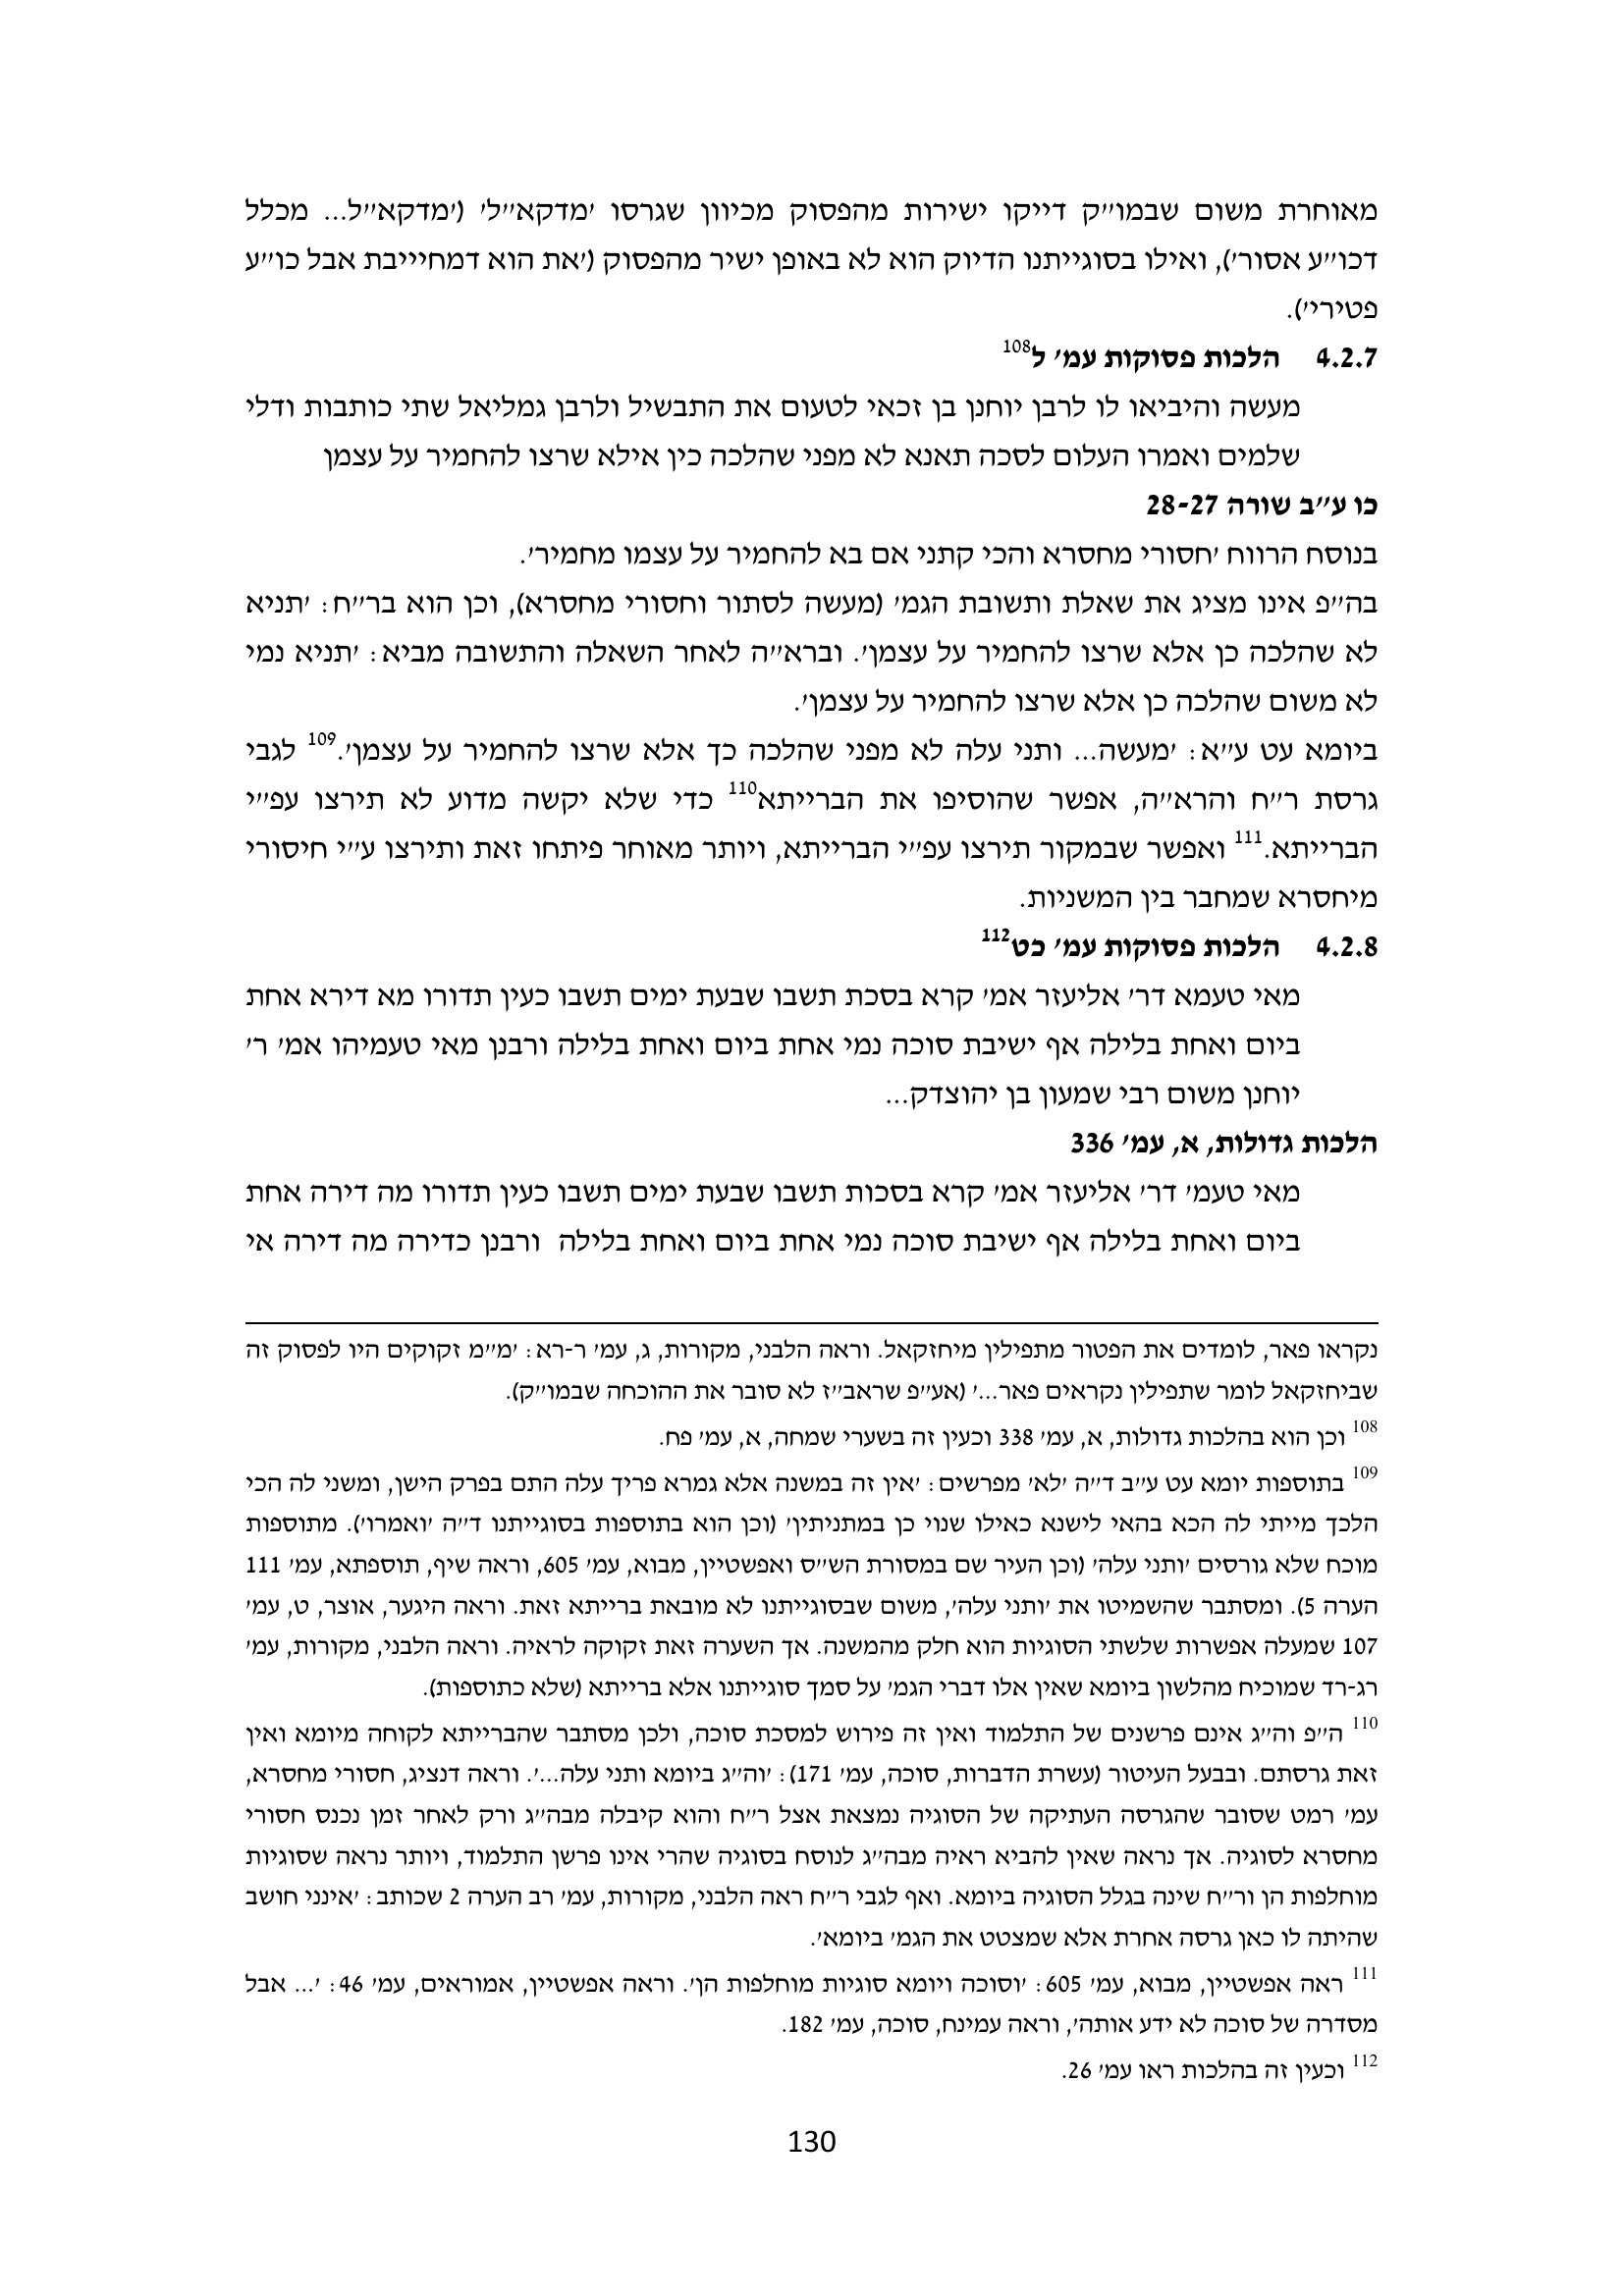 מאוחרת משום שבמו״ק דייקו ישירות מהפסוק מכיוון שגרסו ׳מדקא״ל׳ (׳מדקא״ל... מכלל
דכו״ע אסור׳), ואילו בסוגייתנו הדיוק הוא לא באופן ישיר מהפסוק (׳את הוא דמחייייבת אבל כו״ע
פטירי׳).
4.2.7 הלכות פסוקות עמ׳ ל108
מעשה והיביאו לו לרבן יוחנן בן זכאי לטעום את התבשיל ולרבן גמליאל שתי כותבות ודלי
שלמים ואמרו העלום לסכה תאנא לא מפני שהלכה כין אילא שרצו להחמיר על עצמן
כו ע״ב שורה 28-27
בנוסח הרווח ׳חסורי מחסרא והכי קתני אם בא להחמיר על עצמו מחמיר׳.
בה״פ אינו מציג את שאלת ותשובת הגמ׳ (מעשה לסתור וחסורי מחסרא), וכן הוא בר״ח: ׳תניא
לא שהלכה כן אלא שרצו להחמיר על עצמן׳. וברא״ה לאחר השאלה והתשובה מביא: ׳תניא נמי
לא משום שהלכה כן אלא שרצו להחמיר על עצמן׳.
ביומא עט ע״א: ׳מעשה... ותני עלה לא מפני שהלכה כך אלא שרצו להחמיר על עצמן׳.109 לגבי
גרסת ר״ח והרא״ה, אפשר שהוסיפו את הברייתא110 כדי שלא יקשה מדוע לא תירצו עפ״י
הברייתא.111 ואפשר שבמקור תירצו עפ״י הברייתא, ויותר מאוחר פיתחו זאת ותירצו ע״י חיסורי
מיחסרא שמחבר בין המשניות.
4.2.8 הלכות פסוקות עמ׳ כט112
מאי טעמא דר׳ אליעזר אמ׳ קרא בסכת תשבו שבעת ימים תשבו כעין תדורו מא דירא אחת
ביום ואחת בלילה אף ישיבת סוכה נמי אחת ביום ואחת בלילה ורבנן מאי טעמיהו אמ׳ ר׳
יוחנן משום רבי שמעון בן יהוצדק...
הלכות גדולות, א, עמ׳ 336
מאי טעמ׳ דר׳ אליעזר אמ׳ קרא בסכות תשבו שבעת ימים תשבו כעין תדורו מה דירה אחת
ביום ואחת בלילה אף ישיבת סוכה נמי אחת ביום ואחת בלילה ורבנן כדירה מה דירה אי
נקראו פאר, לומדים את הפטור מתפילין מיחזקאל. וראה הלבני, מקורות, ג, עמ׳ ר-רא: ׳מ״מ זקוקים היו לפסוק זה
שביחזקאל לומר שתפילין נקראים פאר...׳ (אע״פ שראב״ז לא סובר את ההוכחה שבמו״ק).
108 וכן הוא בהלכות גדולות, א, עמ׳ 338 וכעין זה בשערי שמחה, א, עמ׳ פח.
109 בתוספות יומא עט ע״ב ד״ה ׳לא׳ מפרשים: ׳אין זה במשנה אלא גמרא פריך עלה התם בפרק הישן, ומשני לה הכי
הלכך מייתי לה הכא בהאי לישנא כאילו שנוי כן במתניתין׳ (וכן הוא בתוספות בסוגייתנו ד״ה ׳ואמרו׳). מתוספות
מוכח שלא גורסים ׳ותני עלה׳ (וכן העיר שם במסורת הש״ס ואפשטיין, מבוא, עמ׳ 605, וראה שיף, תוספתא, עמ׳ 111
הערה 5). ומסתבר שהשמיטו את ׳ותני עלה׳, משום שבסוגייתנו לא מובאת ברייתא זאת. וראה היגער, אוצר, ט, עמ׳
107 שמעלה אפשרות שלשתי הסוגיות הוא חלק מהמשנה. אך השערה זאת זקוקה לראיה. וראה הלבני, מקורות, עמ׳
רג-רד שמוכיח מהלשון ביומא שאין אלו דברי הגמ׳ על סמך סוגייתנו אלא ברייתא (שלא כתוספות).
110 ה״פ וה״ג אינם פרשנים של התלמוד ואין זה פירוש למסכת סוכה, ולכן מסתבר שהברייתא לקוחה מיומא ואין
זאת גרסתם. ובבעל העיטור (עשרת הדברות, סוכה, עמ׳ 171): ׳וה״ג ביומא ותני עלה...׳. וראה דנציג, חסורי מחסרא,
עמ׳ רמט שסובר שהגרסה העתיקה של הסוגיה נמצאת אצל ר״ח והוא קיבלה מבה״ג ורק לאחר זמן נכנס חסורי
מחסרא לסוגיה. אך נראה שאין להביא ראיה מבה״ג לנוסח בסוגיה שהרי אינו פרשן התלמוד, ויותר נראה שסוגיות
מוחלפות הן ור״ח שינה בגלל הסוגיה ביומא. ואף לגבי ר״ח ראה הלבני, מקורות, עמ׳ רב הערה 2 שכותב: ׳אינני חושב
שהיתה לו כאן גרסה אחרת אלא שמצטט את הגמ׳ ביומא׳.
111 ראה אפשטיין, מבוא, עמ׳ 605: ׳וסוכה ויומא סוגיות מוחלפות הן׳. וראה אפשטיין, אמוראים, עמ׳ 46: ׳... אבל
מסדרה של סוכה לא ידע אותה׳, וראה עמינח, סוכה, עמ׳ 182.
112 וכעין זה בהלכות ראו עמ׳ 26.
130